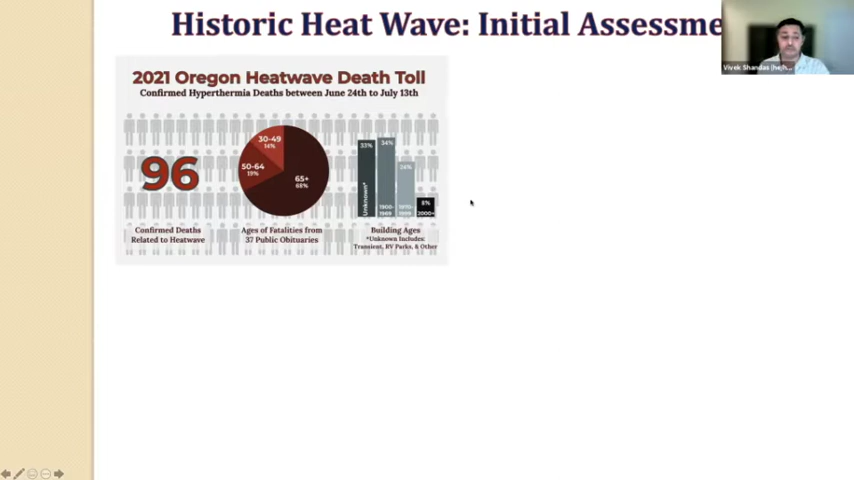 Historic Heat Wave: Initial Assessme
Vivek Shandas (he/h...
2021 Oregon Heatwave Death Toll
Confirmed Hyperthermia Deaths between June 24th to July 13th
96
Confirmed Deaths
Related to Heatwave
30-49
14%
50-64
19%
65+
68%
Ages of Fatalities from
37 Public Obituaries
33%
Unknown*
34%
1900-
1969
1970-
8%
2000+
Building Ages
*Unknown Includes:
Transient, RV Parks, & Other